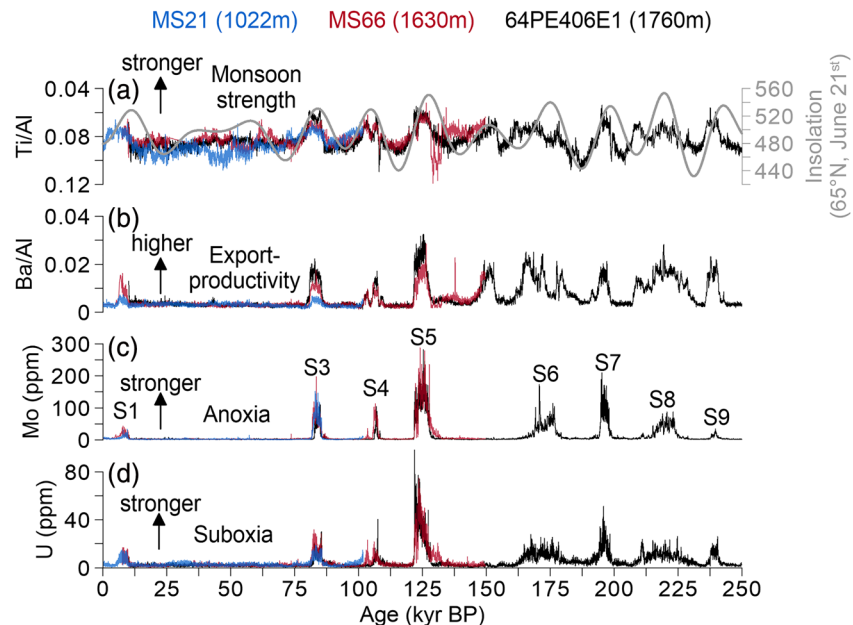 MS21 (1022m) MS66 (1630m) 64PE406E1 (1760m)
(a)
stronger
Monsoon
strength
Ti/Al
0.04
0.08
0.12
560
520
480
440
Insolation
(65°N, June 21st)
(b)
higher
Export-
productivity
Ba/Al
0.04
0.02
0
(c)
stronger
Anoxia
Mo (ppm)
300
200
100
0
S1
S3
S4
S5
S6
S7
S8
S9
(d)
stronger
Suboxia
U (ppm)
80
40
0
0 25 50 75 100 125 150 175 200 225 250
Age (kyr BP)